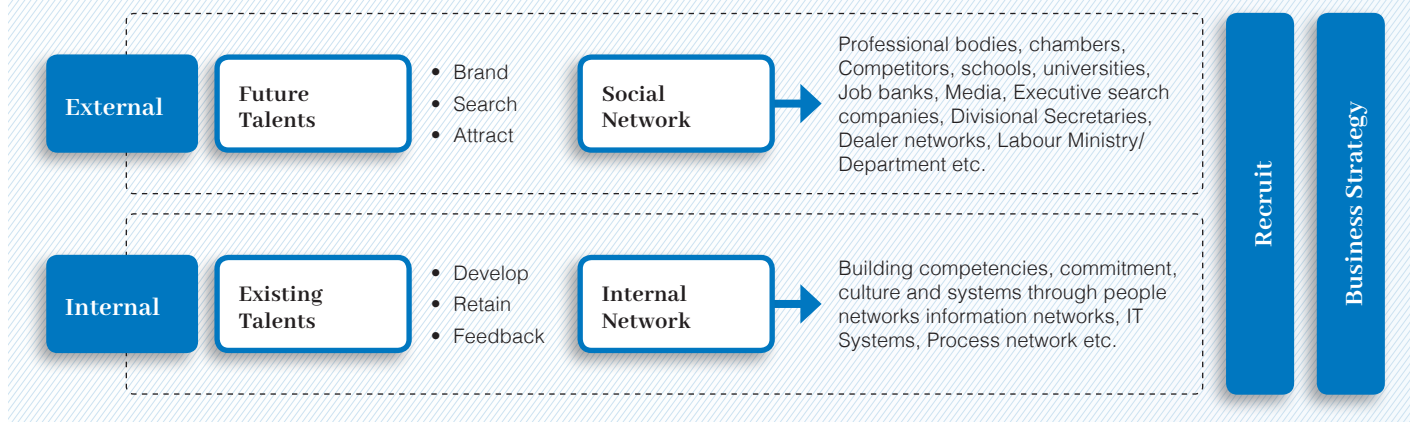 External
Future
Talents
• Brand
• Search
• Attract
Social
Network
Professional bodies, chambers,
Competitors, schools, universities,
Job banks, Media, Executive search
companies, Divisional Secretaries,
Dealer networks, Labour Ministry/
Department etc.
Internal
Existing
Talents
• Develop
• Retain
• Feedback
Internal
Network
Building competencies, commitment,
culture and systems through people
networks information networks, IT
Systems, Process network etc.
Recruit
Business Strategy